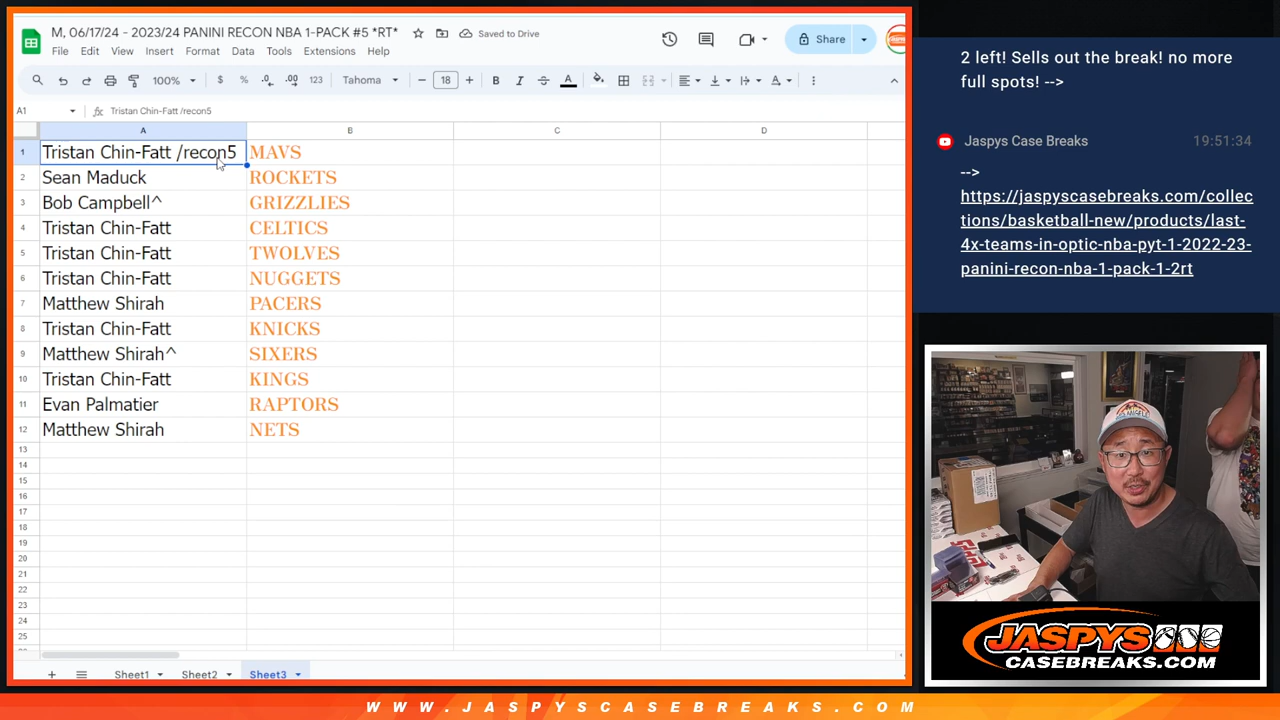 M, 06/17/24 - 2023/24 PANINI RECON NBA 1-PACK #5 *RT*
Saved to Drive
Share
File Edit View Insert Format Data Tools Extensions Help
100% $ % .0 .00 123 Tahoma 18 B I A
A1 Tristan Chin-Fatt /recon5
A B C D
1 Tristan Chin-Fatt /recon5 MAVS
2 Sean Maduck ROCKETS
3 Bob Campbell^ GRIZZLIES
4 Tristan Chin-Fatt CELTICS
5 Tristan Chin-Fatt TWOLVES
6 Tristan Chin-Fatt NUGGETS
7 Matthew Shirah PACERS
8 Tristan Chin-Fatt KNICKS
9 Matthew Shirah^ SIXERS
10 Tristan Chin-Fatt KINGS
11 Evan Palmatier RAPTORS
12 Matthew Shirah NETS
13
14
15
16
17
18
19
20
21
22
23
24
25
Sheet1 Sheet2 Sheet3
2 left! Sells out the break! no more
full spots! -->
Jaspys Case Breaks 19:51:34
-->
https://jaspyscasebreaks.com/collec
tions/basketball-new/products/last-
4x-teams-in-optic-nba-pyt-1-2022-23-
panini-recon-nba-1-pack-1-2rt
JASPYS
CASEBREAKS.COM
WWW.JASPYSCASEBREAKS.COM